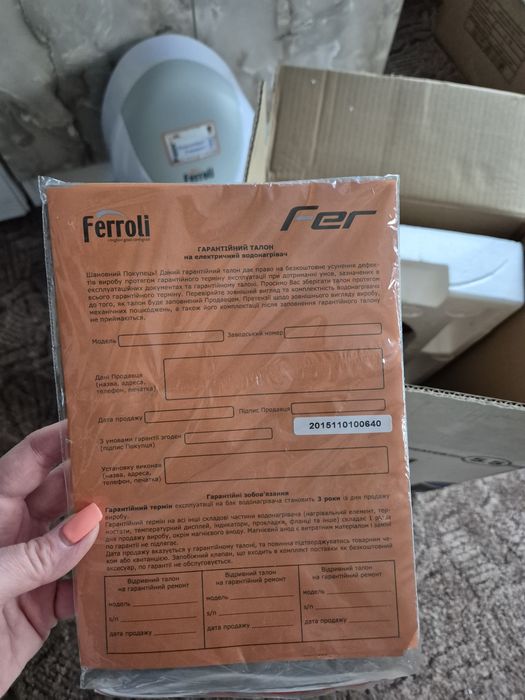 Ferroli
Fer
ГАРАНТІЙНИЙ ТАЛОН
на електричний водонагрівач
Шановний Покупець! Даний гарантійний талон дає право на безкоштовне усунення дефек-
тів виробу протягом гарантійного терміну експлуатації при дотриманні умов, зазначених в
експлуатаційних документах та гарантійному талоні. Просимо Вас зберігати талон протягом
всього гарантійного терміну. Перевіряйте зовнішній вигляд та комплектність водонагрівача
до того, як талон буде заповнений Продавцем. Претензії щодо зовнішнього вигляду виробу,
механічних пошкоджень, а також його комплектації після заповнення гарантійного талону
не приймаються.
Модель
Заводський номер
Дані Продавця
(назва, адреса,
телефон, печатка)
Дата продажу
Підпис Продавця
2015110100640
З умовами гарантії згоден
(підпис Покупця)
Установку виконав
(назва, адреса,
телефон, печатка)
Гарантійні зобов'язання
Гарантійний термін експлуатації на бак водонагрівача становить 3 роки із дня продажу
виробу.
Гарантійний термін на всі інші складові частини водонагрівача (нагрівальний елемент, тер-
мостати, температурний дисплей, індикатори, прокладка, фланці та інше) складає 1 рік з
дня продажу виробу, окрім магнієвого аноду. Магнієвий анод є витратним матеріалом і заміні
по гарантії не підлягає.
Дата продажу вказується у гарантійному талоні, та повинна підтверджуватись товарним че-
ком або квитанцією. Запобіжний клапан, що входить в комплект поставки як безкоштовний
аксесуар, по гарантії не обслуговується.
Відривний талон
на гарантійний ремонт
модель
s/n
дата продажу
Відривний талон
на гарантійний ремонт
модель
s/n
дата продажу
Відривний талон
на гарантійний ремонт
модель
s/n
дата продажу
Ferroli